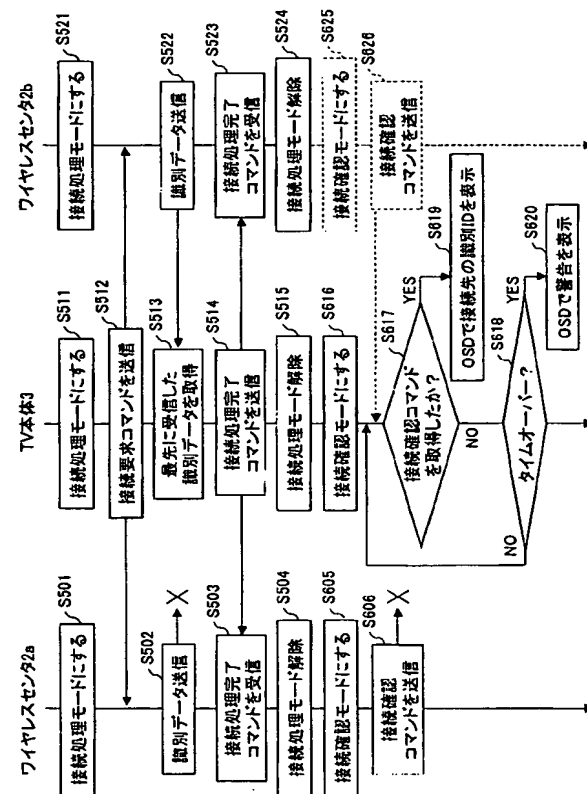 ワイヤレスセンタ2a
S501
接続処理モードにする
S502
識別データ送信
S503
接続処理完了
コマンドを受信
S504
接続処理モード解除
S605
接続確認モードにする
S606
接続確認
コマンドを送信
TV本体3
S511
接続処理モードにする
S512
接続要求コマンドを送信
S513
最先に受信した
識別データを取得
S514
接続処理完了
コマンドを送信
S515
接続処理モード解除
S616
接続確認モードにする
S617
接続確認コマンド
を取得したか?
YES
NO
S619
OSDで接続先の識別IDを表示
S618
タイムオーバー?
YES
NO
S620
OSDで警告を表示
ワイヤレスセンタ2b
S521
接続処理モードにする
S522
識別データ送信
S523
接続処理完了
コマンドを受信
S524
接続処理モード解除
S625
接続確認モードにする
S626
接続確認
コマンドを送信